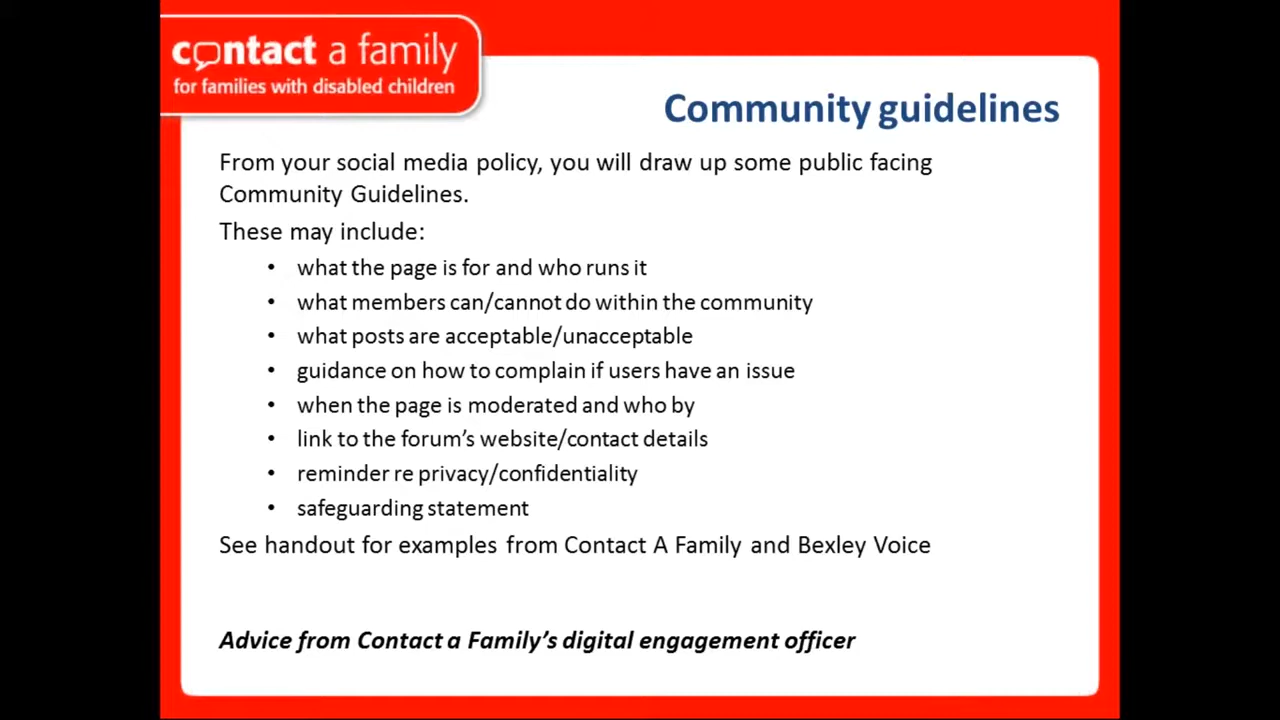 contact a family
for families with disabled children
Community guidelines
From your social media policy, you will draw up some public facing
Community Guidelines.
These may include:
• what the page is for and who runs it
• what members can/cannot do within the community
• what posts are acceptable/unacceptable
• guidance on how to complain if users have an issue
• when the page is moderated and who by
• link to the forum's website/contact details
• reminder re privacy/confidentiality
• safeguarding statement
See handout for examples from Contact A Family and Bexley Voice
Advice from Contact a Family's digital engagement officer